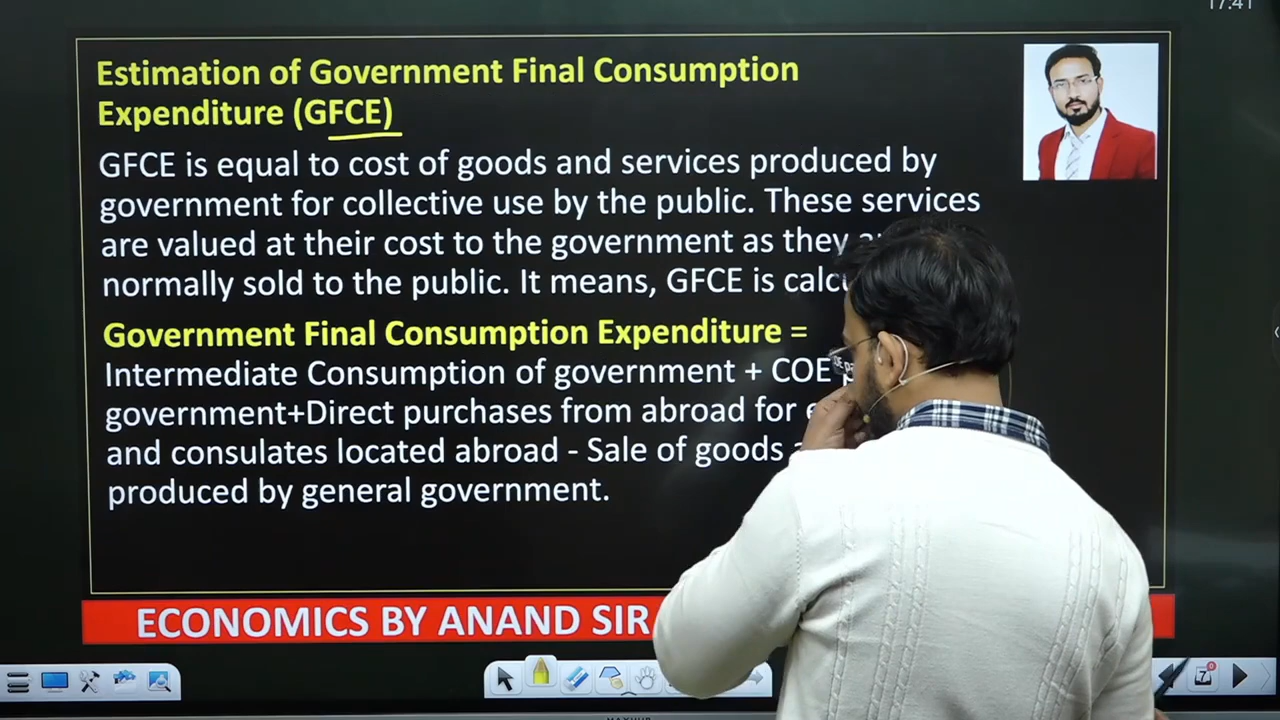 17:41
Estimation of Government Final Consumption
Expenditure (GFCE)
GFCE is equal to cost of goods and services produced by
government for collective use by the public. These services
are valued at their cost to the government as they
normally sold to the public. It means, GFCE is
Government Final Consumption Expenditure =
Intermediate Consumption of government + COE
government+Direct purchases from abroad for
and consulates located abroad - Sale of goods
produced by general government.
ECONOMICS BY ANAND SIR